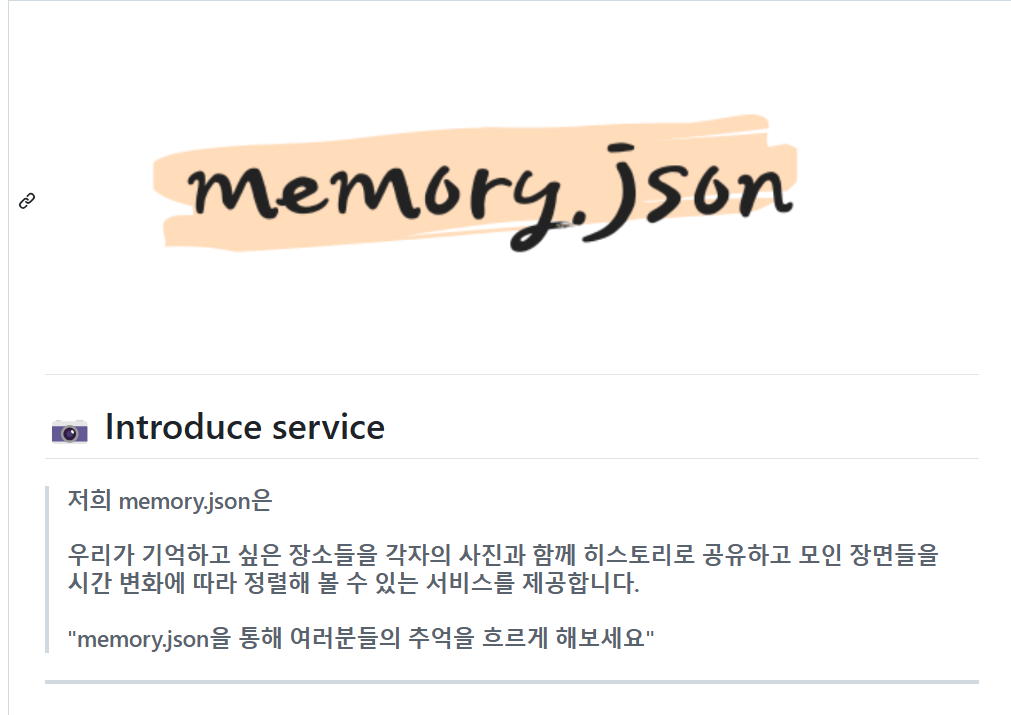 memory.json
Introduce service
저희 memory.json은
우리가 기억하고 싶은 장소들을 각자의 사진과 함께 히스토리로 공유하고 모인 장면들을
시간 변화에 따라 정렬해 볼 수 있는 서비스를 제공합니다.
"memory.json을 통해 여러분들의 추억을 흐르게 해보세요"